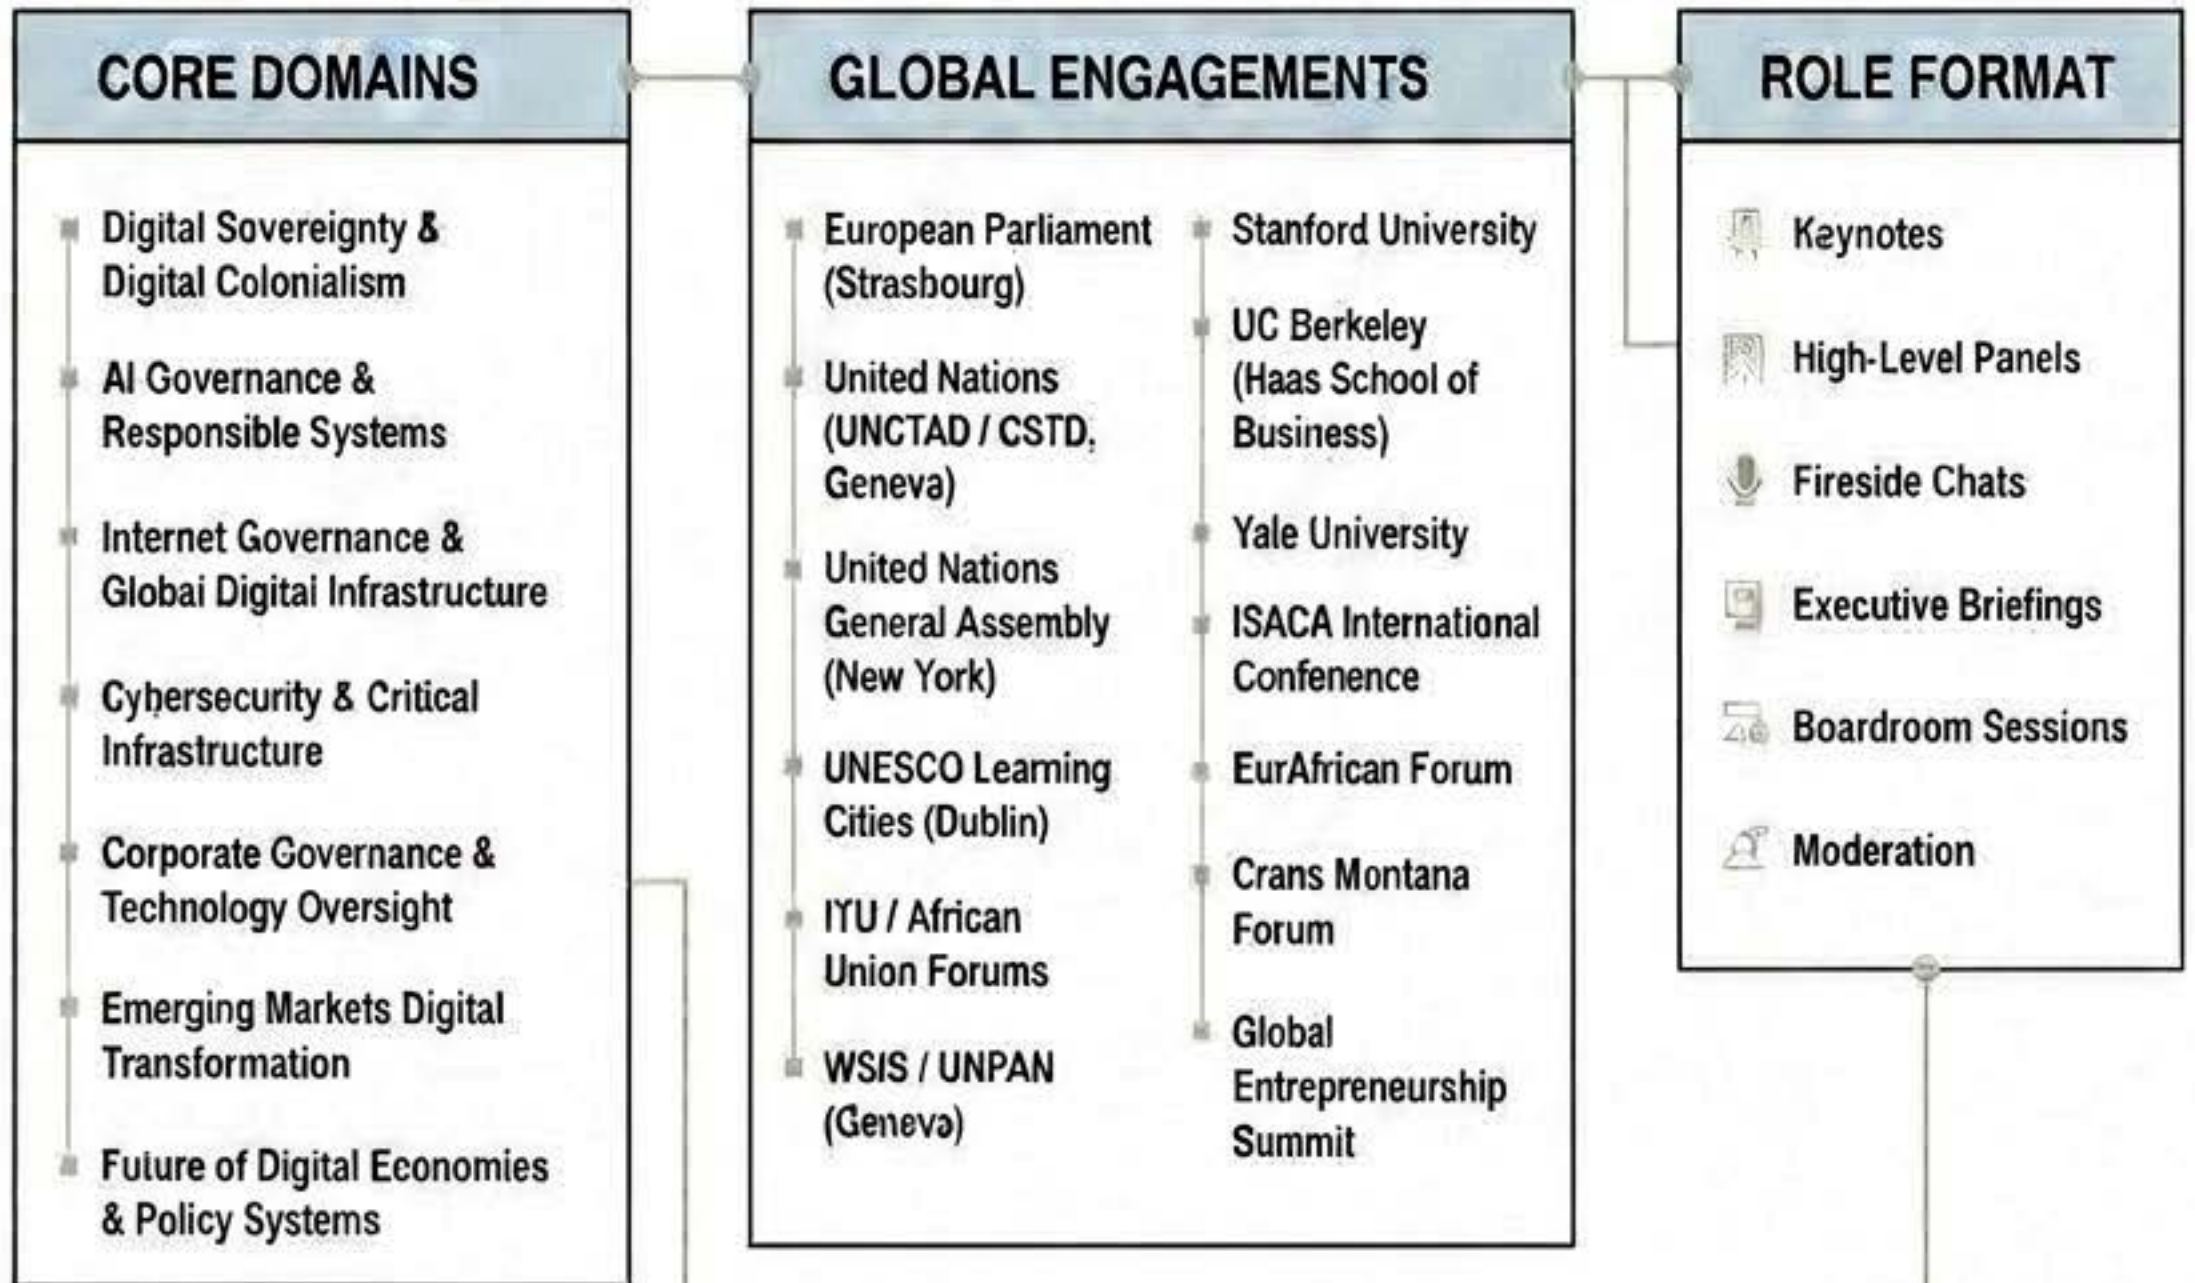 CORE DOMAINS
Digital Sovereignty &
Digital Colonialism
AI Governance &
Responsible Systems
Internet Governance &
Globai Digital Infrastructure
Cybersecurity & Critical
Infrastructure
Corporate Governance &
Technology Oversight
Emerging Markets Digital
Transformation
Fuiure of Digital Economies
& Policy Systems
GLOBAL ENGAGEMENTS
European Parliament
(Strasbourg)
United Nations
(UNCTAD / CSTD,
Geneva)
United Nations
General Assembly
(New York)
UNESCO Learning
Cities (Dublin)
ITU / African
Union Forums
WSIS / UNPAN
(Geneva)
Stanford University
UC Berkeley
(Haas School of
Business)
Yale University
ISACA International
Confenence
EurAfrican Forum
Crans Montana
Forum
Global
Entrepreneurship
Summit
ROLE FORMAT
Keynotes
High-Level Panels
Fireside Chats
Executive Briefings
Boardroom Sessions
Moderation